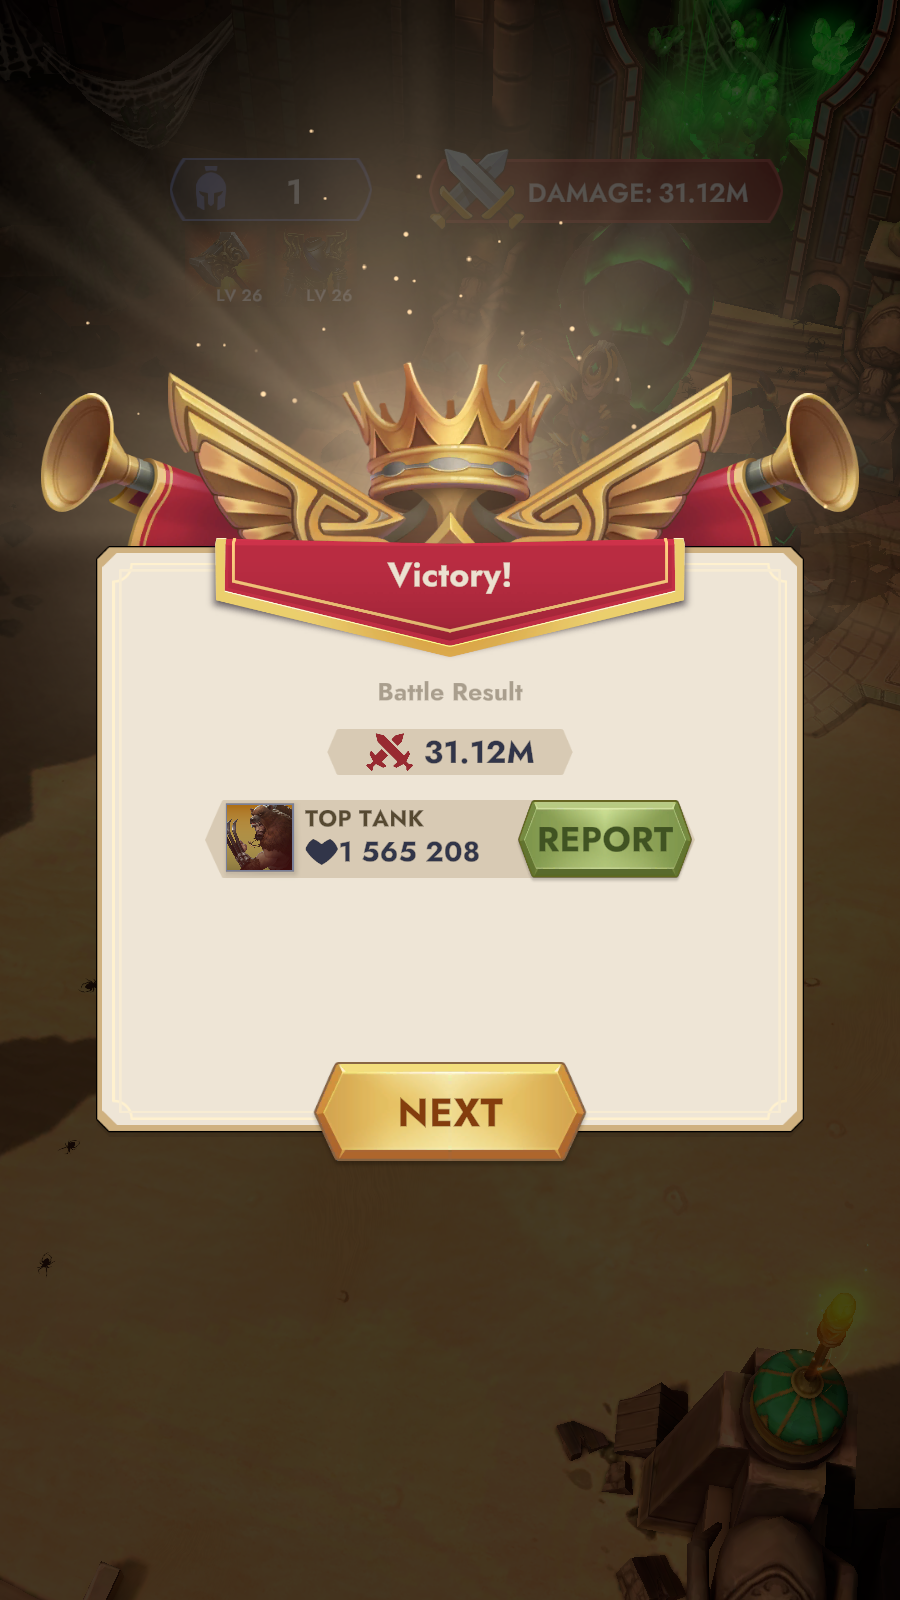 1
DAMAGE: 31.12M
LV 26
LV 26
Victory!
Battle Result
31.12M
TOP TANK
1 565 208
REPORT
NEXT